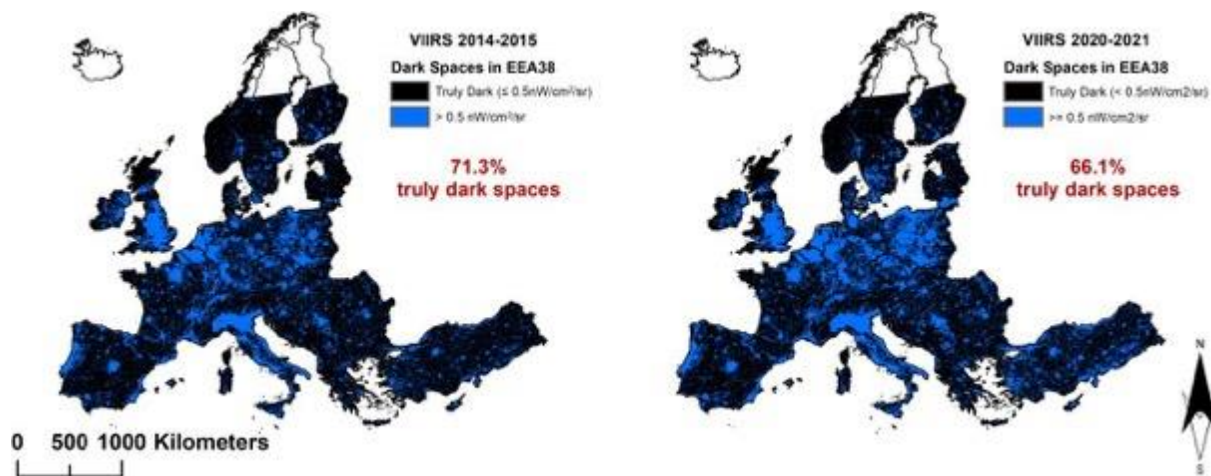 VIIRS 2014-2015
Dark Spaces in EEA38
Truly Dark (≤ 0.5nW/cm²/sr)
> 0.5 nW/cm²/sr
71.3%
truly dark spaces
0 500 1000 Kilometers
VIIRS 2020-2021
Dark Spaces in EEA38
Truly Dark (< 0.5nW/cm2/sr)
>= 0.5 nW/cm2/sr
66.1%
truly dark spaces
N
S